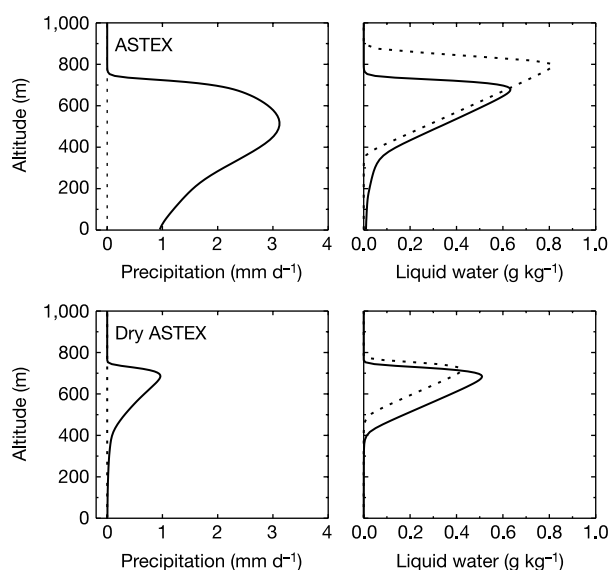 1,000
800
600
400
200
0
Altitude (m)
ASTEX
0 1 2 3 4
Precipitation (mm d⁻¹)
0.0 0.2 0.4 0.6 0.8 1.0
Liquid water (g kg⁻¹)
1,000
800
600
400
200
0
Altitude (m)
Dry ASTEX
0 1 2 3 4
Precipitation (mm d⁻¹)
0.0 0.2 0.4 0.6 0.8 1.0
Liquid water (g kg⁻¹)